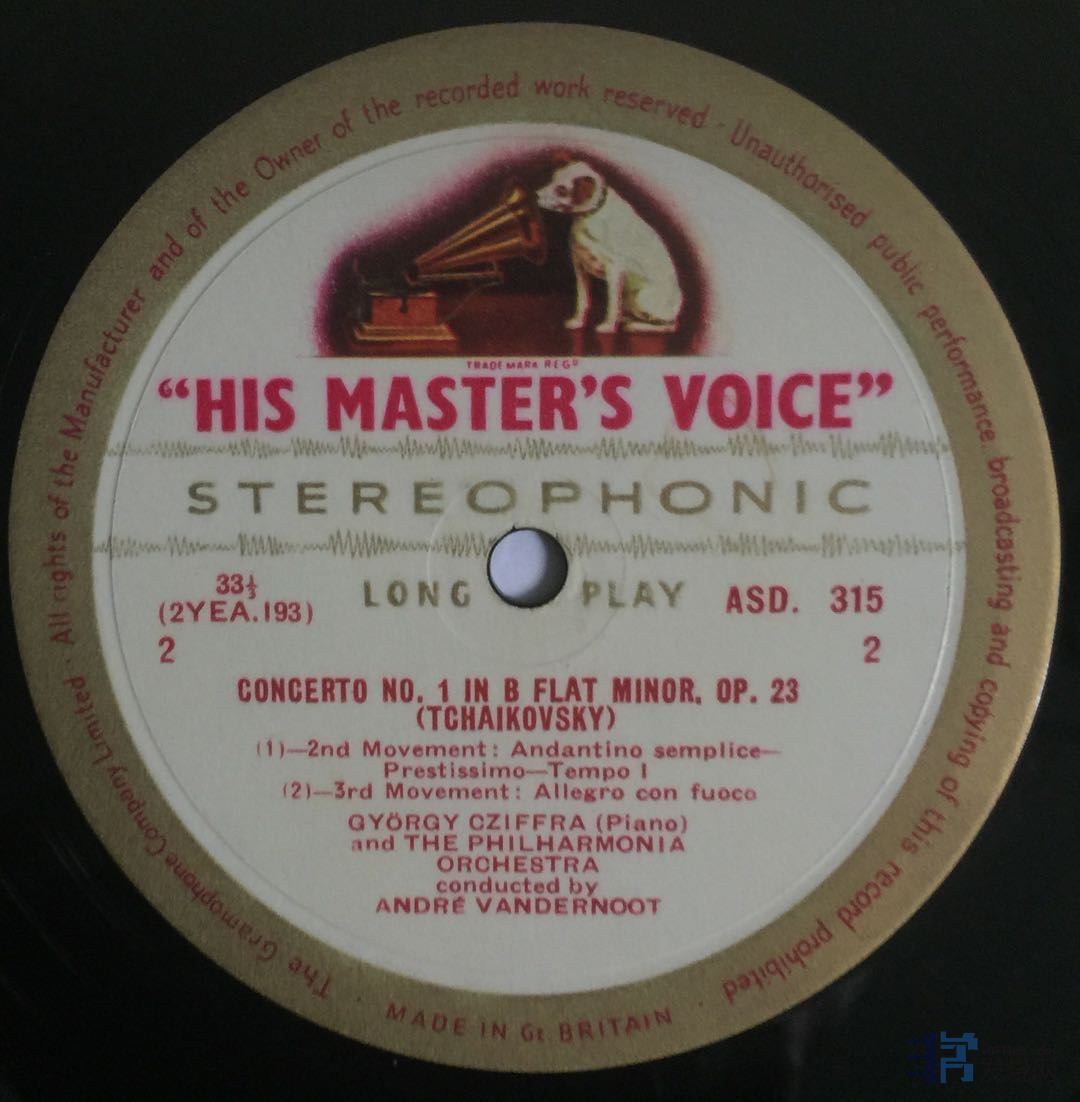 The Gramophone Company Limited · All rights of the Manufacturer and of the Owner of the recorded work reserved · Unauthorised public performance, broadcasting and copying of this record prohibited ·
TRADE MARK REGD
“HIS MASTER'S VOICE”
STEREOPHONIC
LONG PLAY
33⅓
(2YEA.193)
2
ASD. 315
2
CONCERTO NO. 1 IN B FLAT MINOR, OP. 23
(TCHAIKOVSKY)
(1)—2nd Movement: Andantino semplice—
Prestissimo—Tempo I
(2)—3rd Movement: Allegro con fuoco
GYÖRGY CZIFFRA (Piano)
and THE PHILHARMONIA
ORCHESTRA
conducted by
ANDRÉ VANDERNOOT
MADE IN Gt BRITAIN